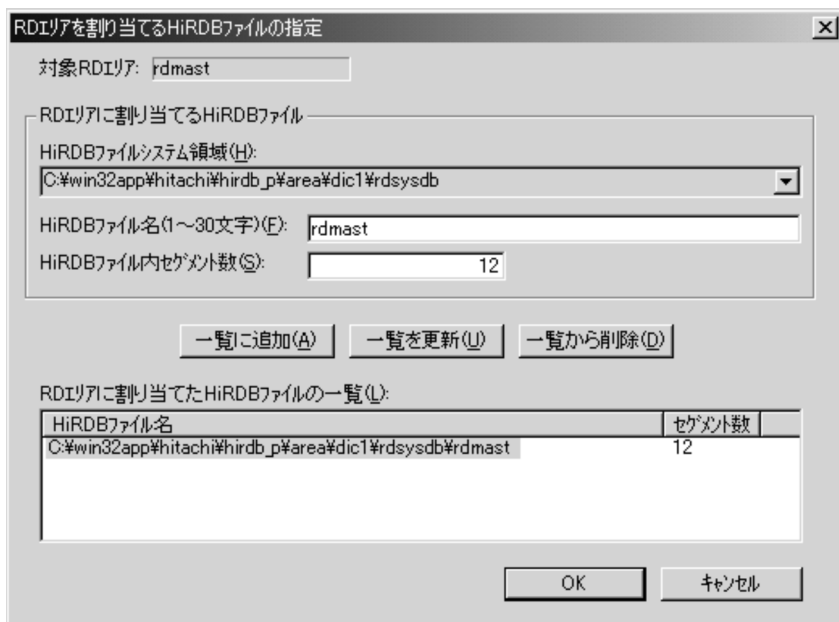 RDエリアを割り当てるHiRDBファイルの指定
対象RDエリア: rdmast
RDエリアに割り当てるHiRDBファイル
HiRDBファイルシステム領域(H):
C:¥win32app¥hitachi¥hirdb_p¥area¥dic1¥rdsysdb
HiRDBファイル名(1～30文字)(F): rdmast
HiRDBファイル内セグメント数(S): 12
一覧に追加(A) 一覧を更新(U) 一覧から削除(D)
RDエリアに割り当てたHiRDBファイルの一覧(L):
HiRDBファイル名 セグメント数
C:¥win32app¥hitachi¥hirdb_p¥area¥dic1¥rdsysdb¥rdmast 12
OK キャンセル